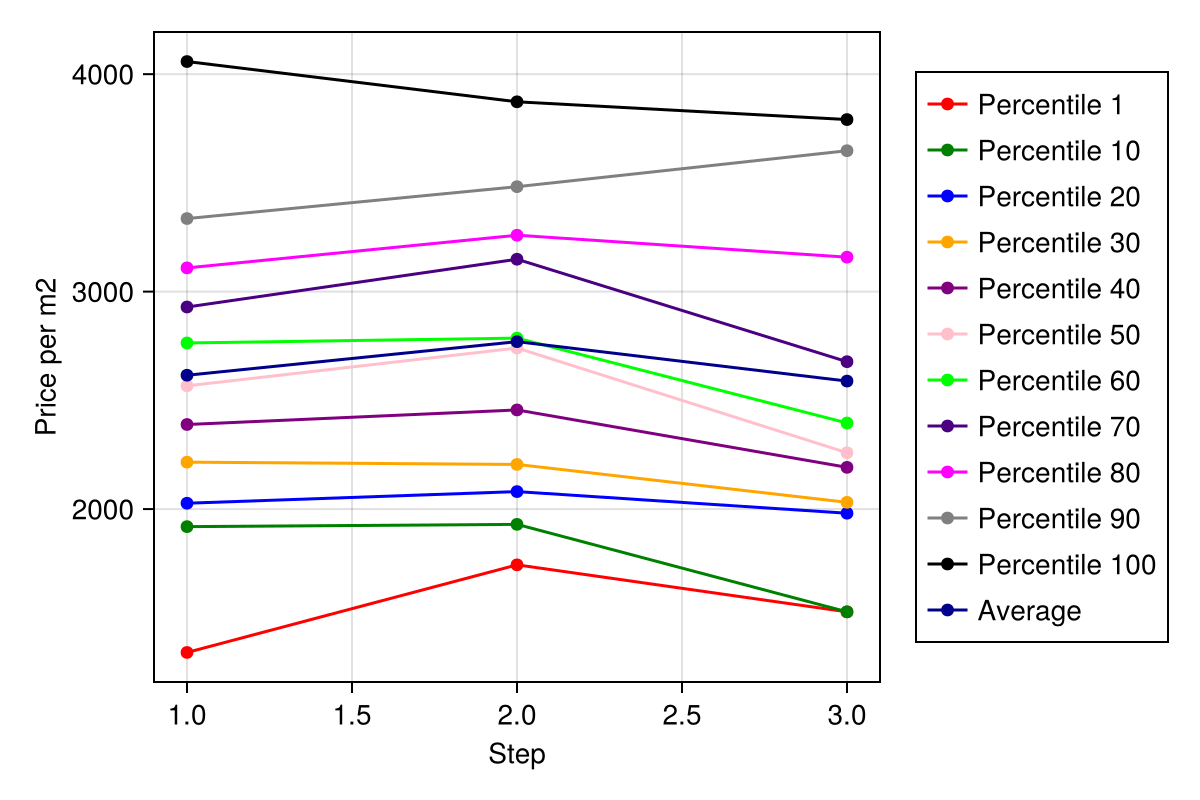 4000
3000
2000
Price per m2
1.0 1.5 2.0 2.5 3.0
Step
Percentile 1
Percentile 10
Percentile 20
Percentile 30
Percentile 40
Percentile 50
Percentile 60
Percentile 70
Percentile 80
Percentile 90
Percentile 100
Average